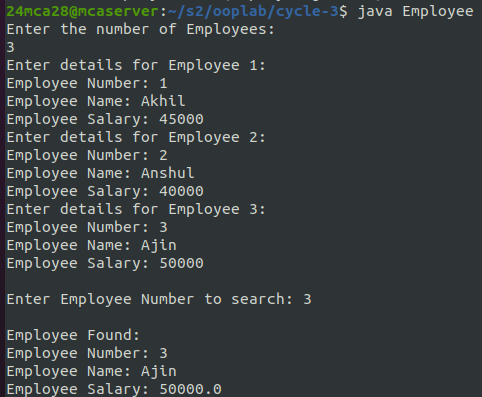 24mca28@mcaserver:~/s2/ooplab/cycle-3$ java Employee
Enter the number of Employees:
3
Enter details for Employee 1:
Employee Number: 1
Employee Name: Akhil
Employee Salary: 45000
Enter details for Employee 2:
Employee Number: 2
Employee Name: Anshul
Employee Salary: 40000
Enter details for Employee 3:
Employee Number: 3
Employee Name: Ajin
Employee Salary: 50000
Enter Employee Number to search: 3
Employee Found:
Employee Number: 3
Employee Name: Ajin
Employee Salary: 50000.0